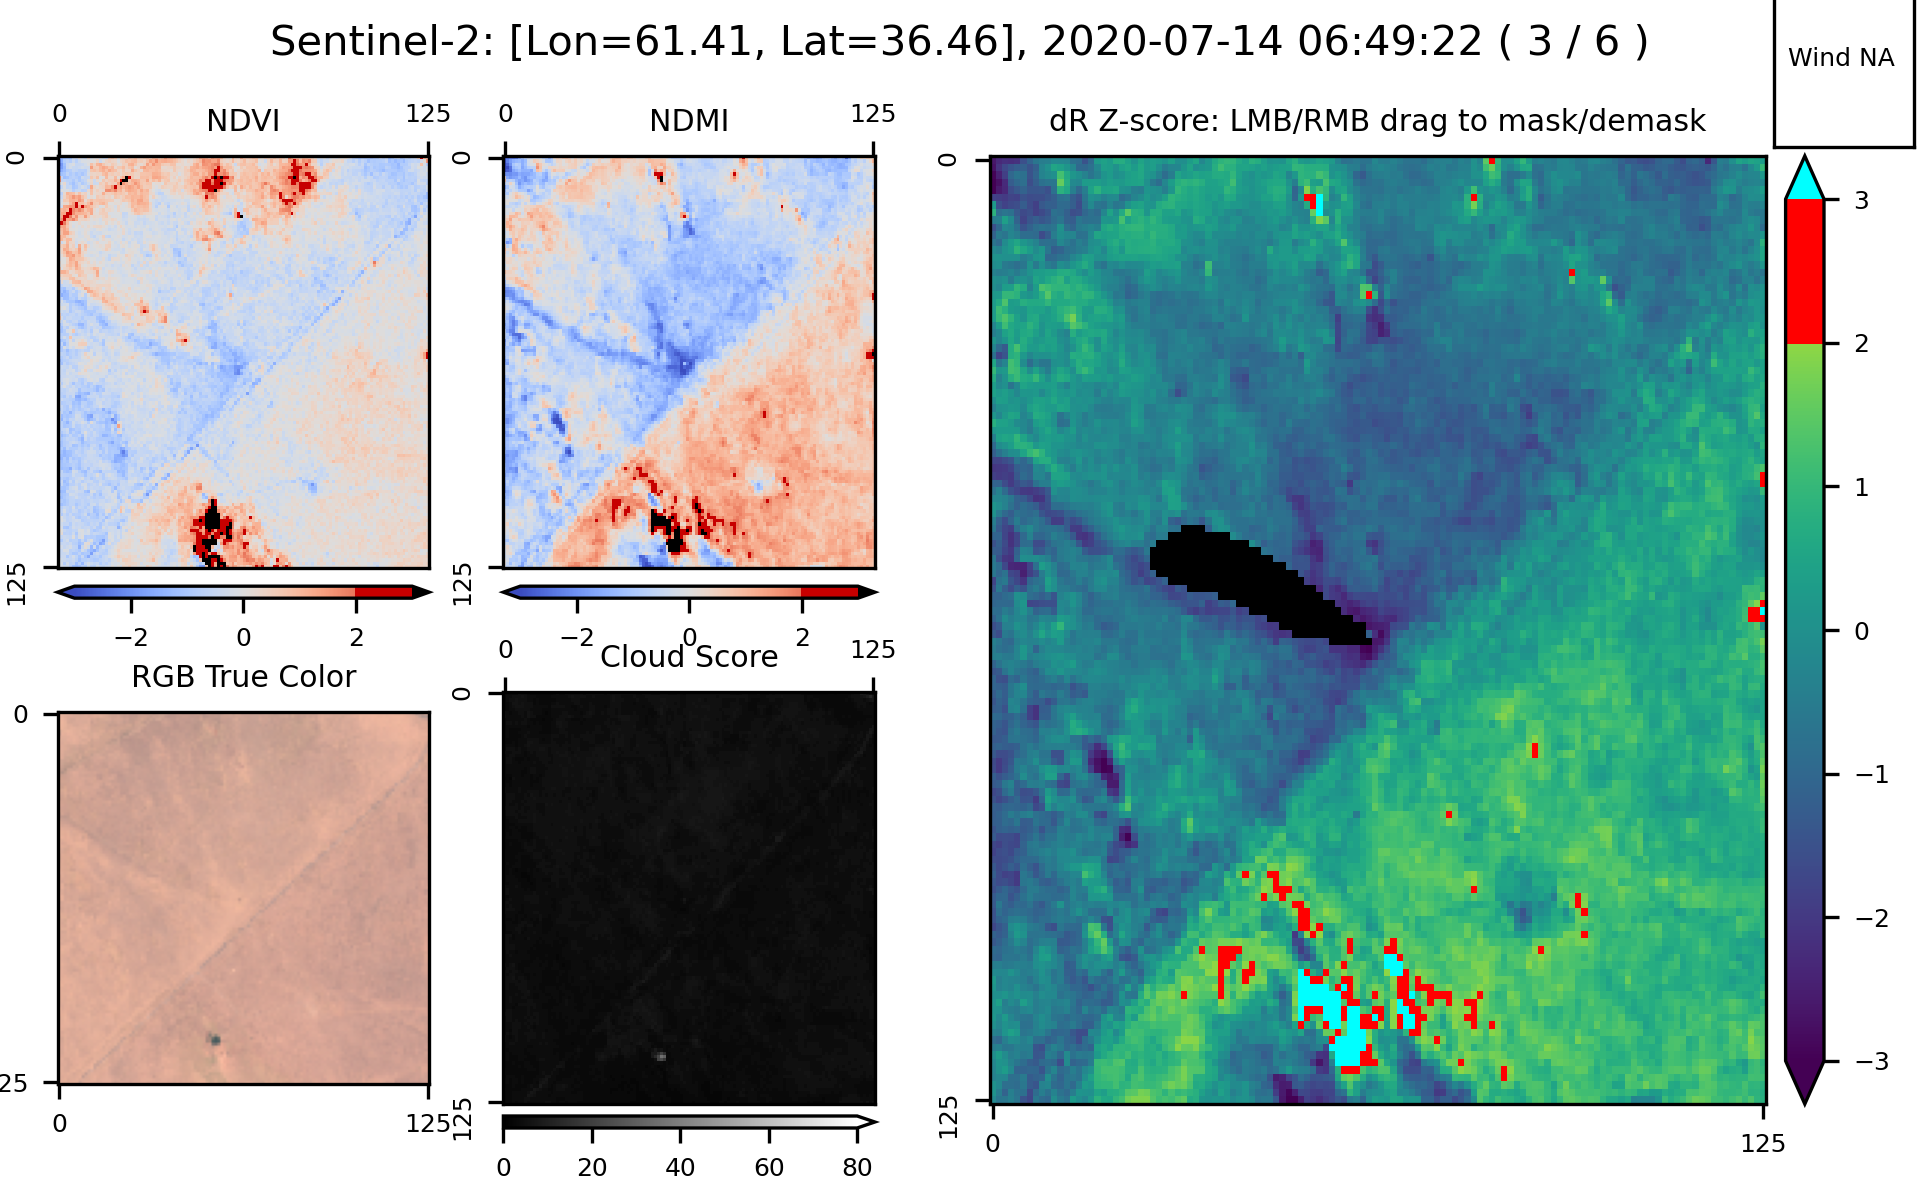 Sentinel-2: [Lon=61.41, Lat=36.46], 2020-07-14 06:49:22 ( 3 / 6 )
Wind NA
0 125
NDVI
0
125
−2 0 2
0 125
NDMI
0
125
−2 0 2
dR Z-score: LMB/RMB drag to mask/demask
0
125
0 125
3
2
1
0
−1
−2
−3
RGB True Color
0
25
0 125
0 125
Cloud Score
0
125
0 20 40 60 80